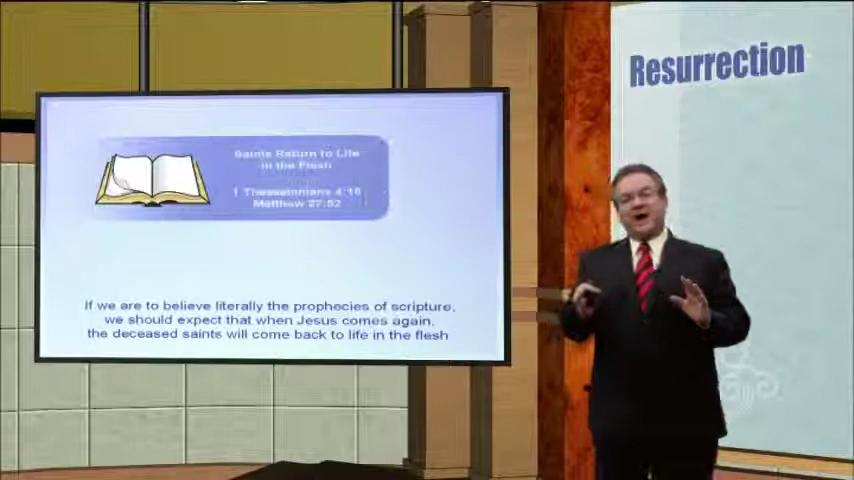 Resurrection
Saints Return to Life
in the Flesh
1 Thessalonians 4:16
Matthew 27:52
If we are to believe literally the prophecies of scripture,
we should expect that when Jesus comes again,
the deceased saints will come back to life in the flesh